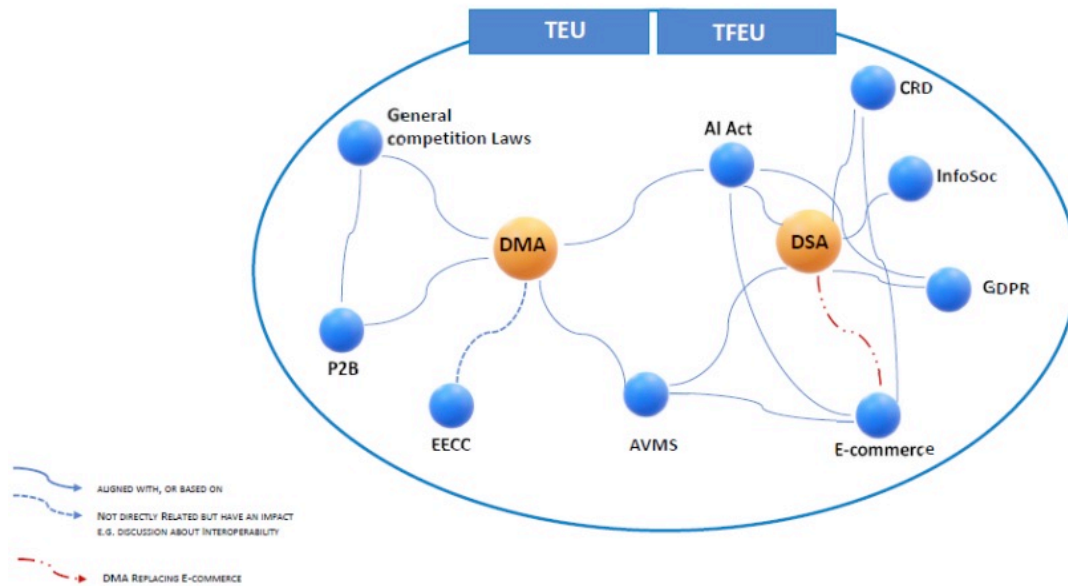 TEU
TFEU
CRD
General
competition Laws
AI Act
InfoSoc
DMA
DSA
GDPR
P2B
EECC
AVMS
E-commerce
ALIGNED WITH, OR BASED ON
NOT DIRECTLY RELATED BUT HAVE AN IMPACT
E.G. DISCUSSION ABOUT INTEROPERABILITY
DMA REPLACING E-COMMERCE